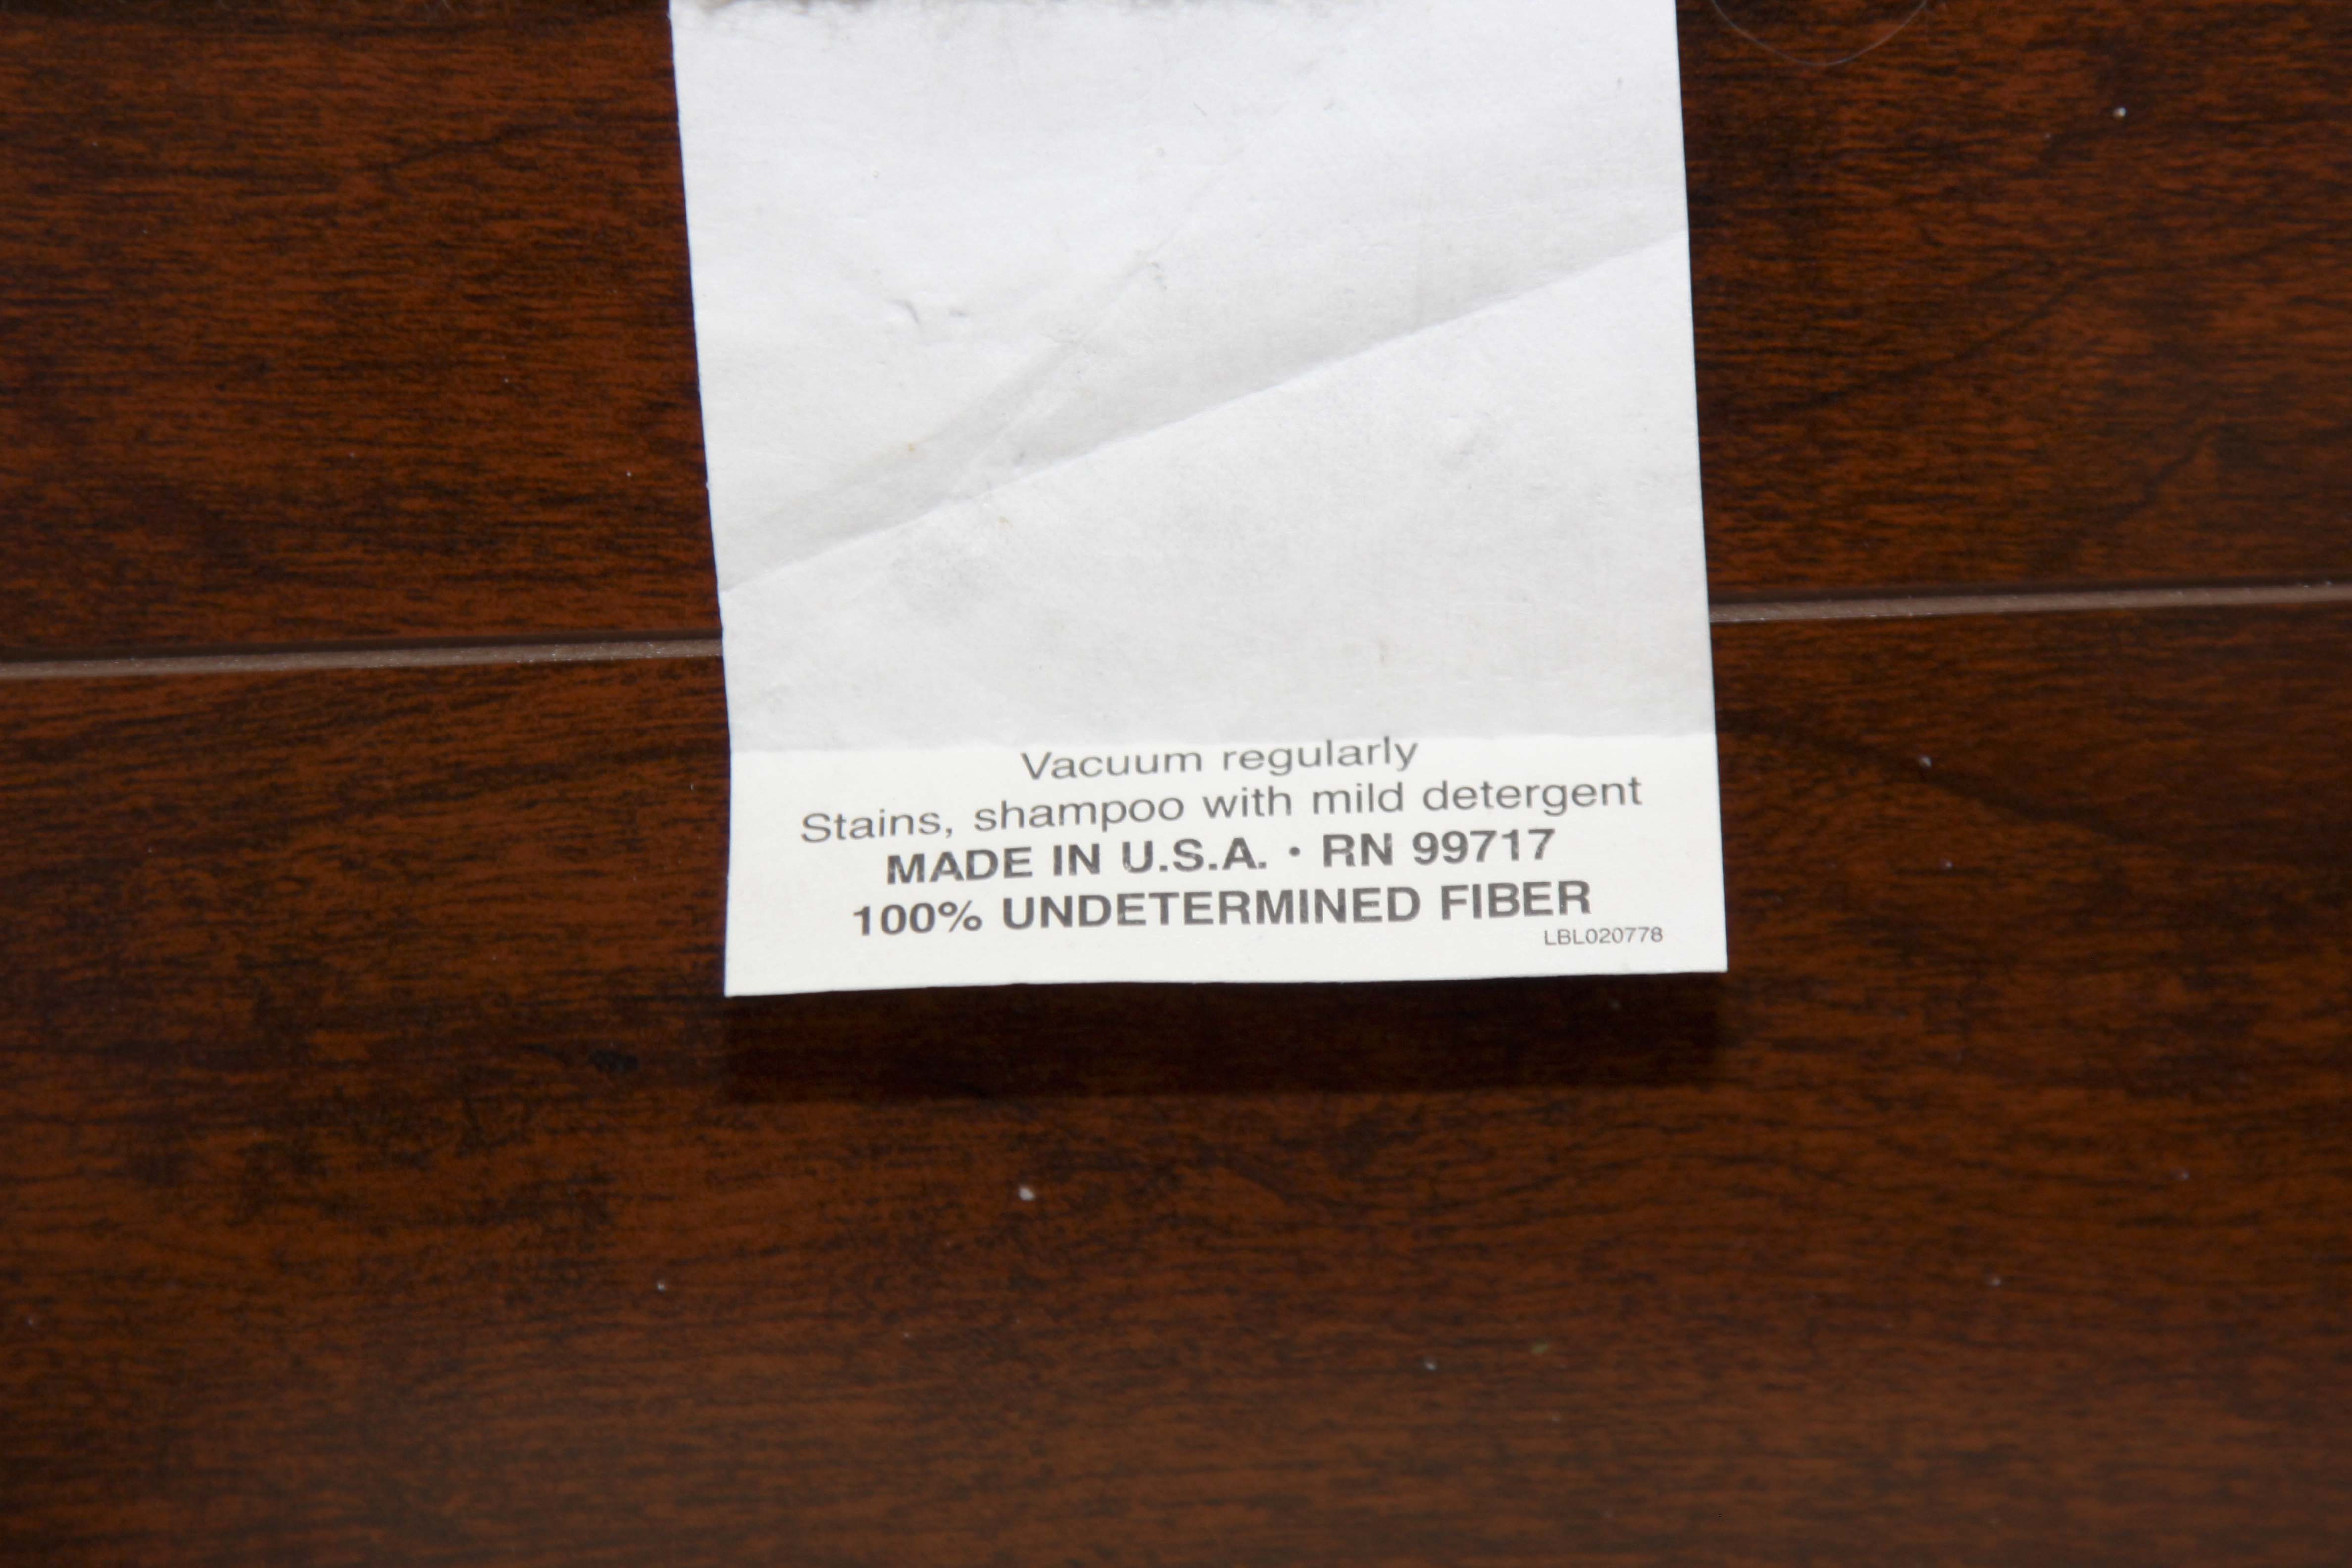 Vacuum regularly
Stains, shampoo with mild detergent
MADE IN U.S.A. • RN 99717
100% UNDETERMINED FIBER
LBL020778